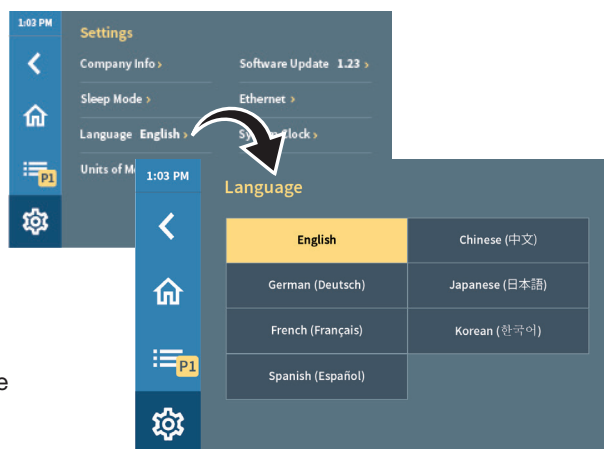 1:03 PM
Settings
Company Info >
Software Update 1.23 >
Sleep Mode >
Ethernet >
Language English >
Clock >
Units of
P1
1:03 PM
Language
English
Chinese (中文)
German (Deutsch)
Japanese (日本語)
French (Français)
Korean (한국어)
Spanish (Español)
P1
e